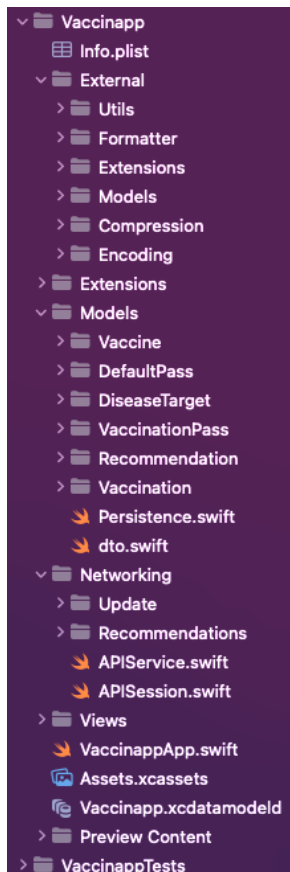 Vaccinapp
Info.plist
External
Utils
Formatter
Extensions
Models
Compression
Encoding
Extensions
Models
Vaccine
DefaultPass
DiseaseTarget
VaccinationPass
Recommendation
Vaccination
Persistence.swift
dto.swift
Networking
Update
Recommendations
APIService.swift
APISession.swift
Views
VaccinappApp.swift
Assets.xcassets
Vaccinapp.xcdatamodeld
Preview Content
VaccinappTests